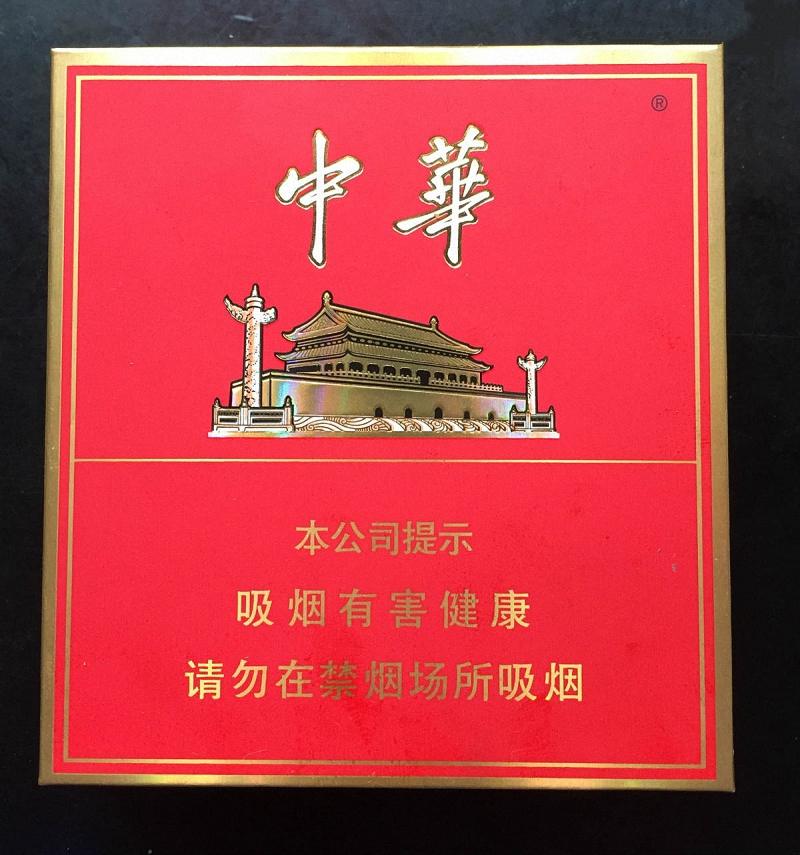 ®
中華
本公司提示
吸烟有害健康
请勿在禁烟场所吸烟